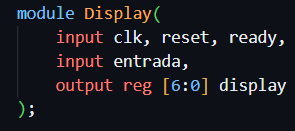 module Display(
    input clk, reset, ready,
    input entrada,
    output reg [6:0] display
);